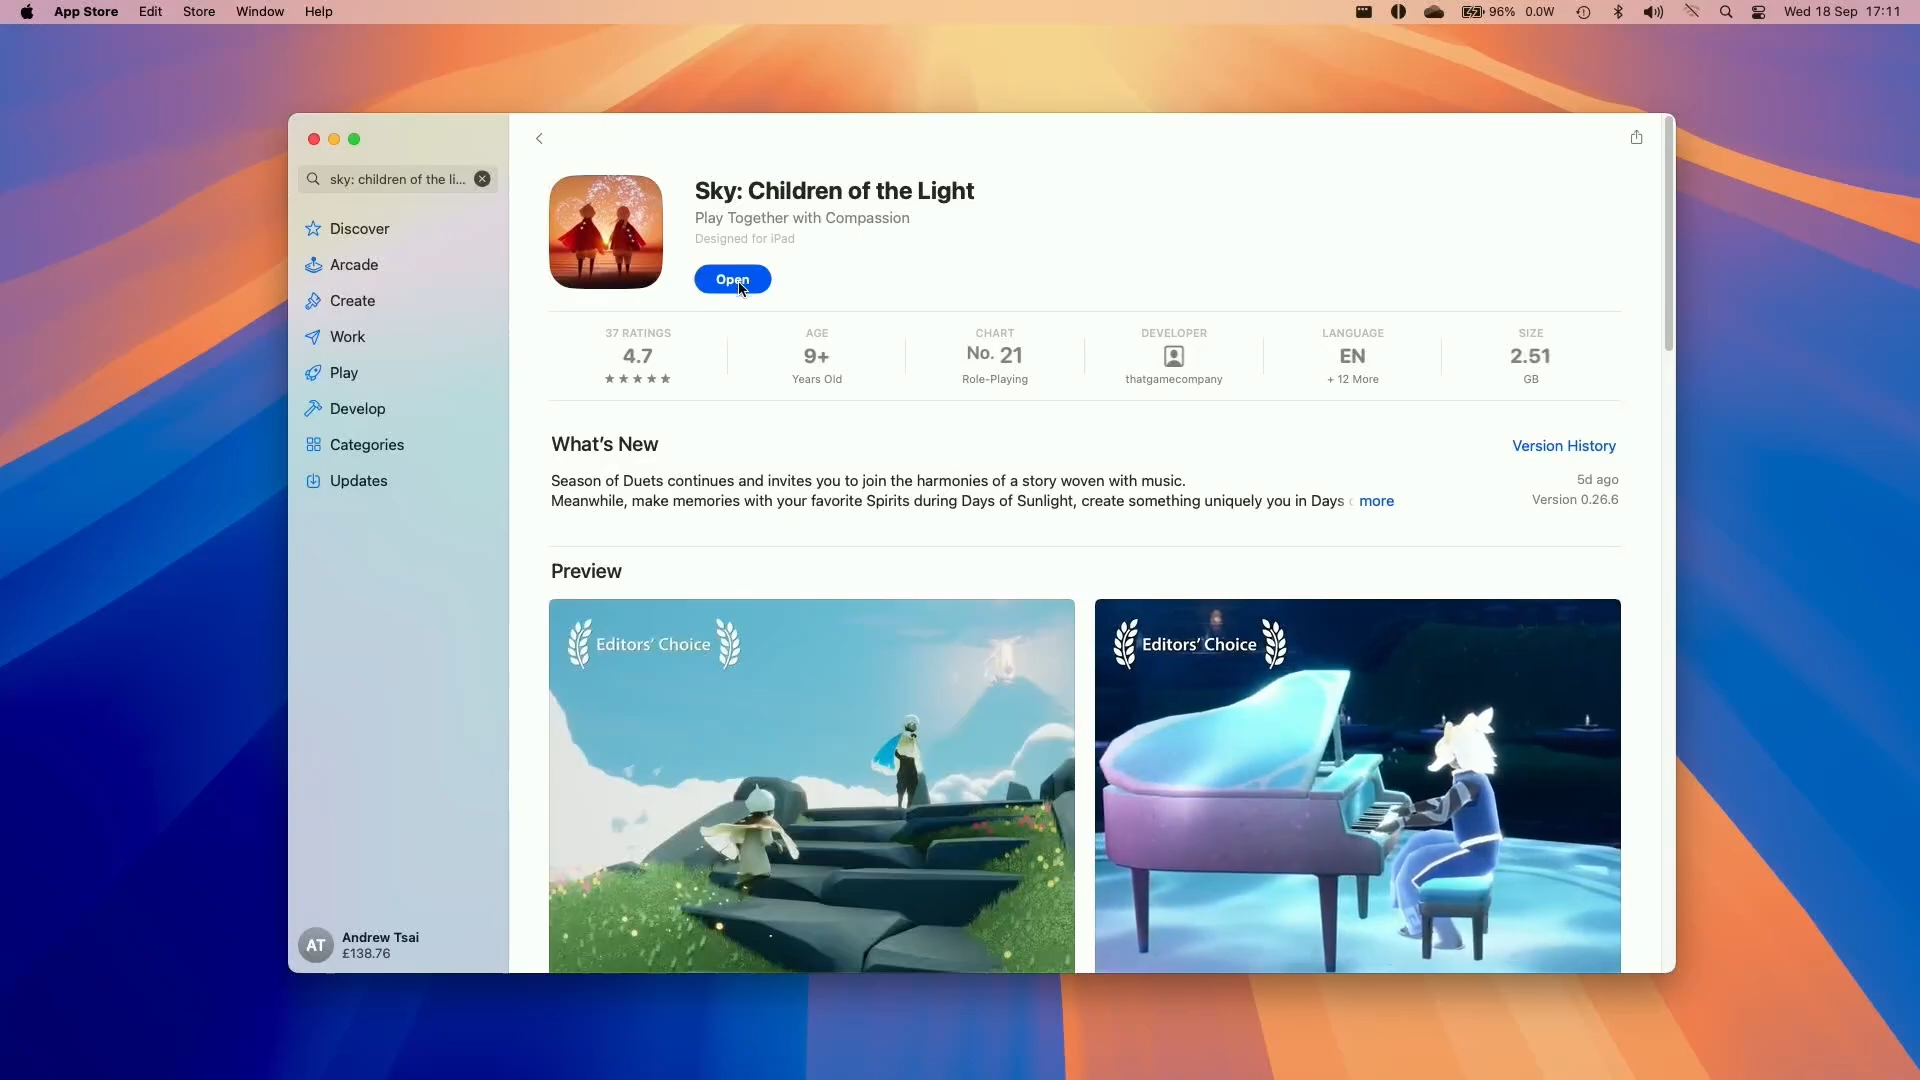 App Store Edit Store Window Help
96% 0.0W Wed 18 Sep 17:11
sky: children of the li...
Discover
Arcade
Create
Work
Play
Develop
Categories
Updates
AT
Andrew Tsai
£138.76
Sky: Children of the Light
Play Together with Compassion
Designed for iPad
Open
37 RATINGS
4.7
AGE
9+
Years Old
CHART
No. 21
Role-Playing
DEVELOPER
thatgamecompany
LANGUAGE
EN
+ 12 More
SIZE
2.51
GB
What's New
Version History
Season of Duets continues and invites you to join the harmonies of a story woven with music.
Meanwhile, make memories with your favorite Spirits during Days of Sunlight, create something uniquely you in Days more
5d ago
Version 0.26.6
Preview
Editors' Choice
Editors' Choice